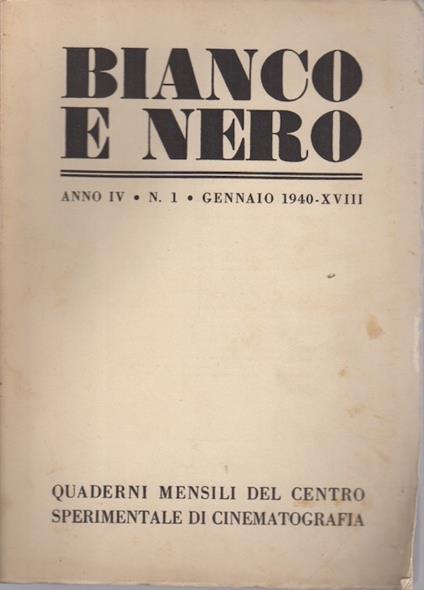 BIANCO
E NERO
ANNO IV • N. 1 • GENNAIO 1940-XVIII
QUADERNI MENSILI DEL CENTRO
SPERIMENTALE DI CINEMATOGRAFIA